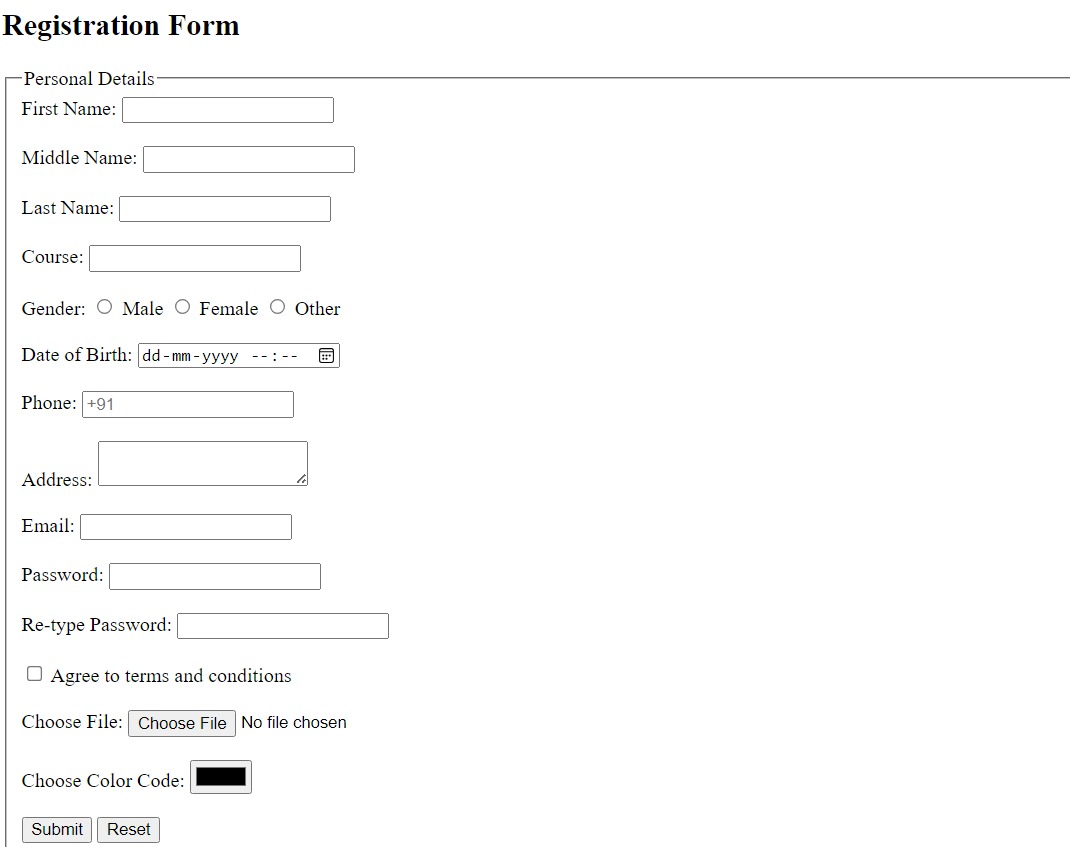 Registration Form
Personal Details
First Name:
Middle Name:
Last Name:
Course:
Gender: Male Female Other
Date of Birth: dd-mm-yyyy --:--
Phone: +91
Address:
Email:
Password:
Re-type Password:
Agree to terms and conditions
Choose File: Choose File No file chosen
Choose Color Code:
Submit Reset